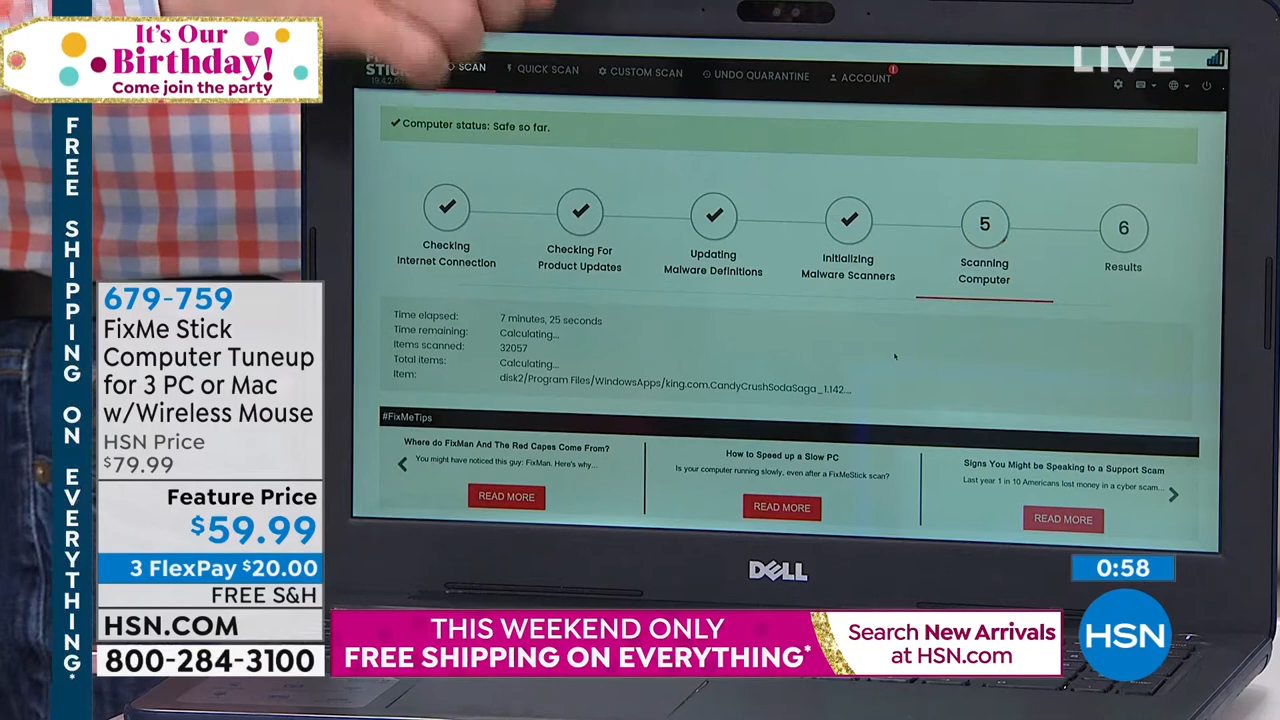 It's Our
Birthday!
Come join the party
FREE SHIPPING ON EVERYTHING*
679-759
FixMe Stick
Computer Tuneup
for 3 PC or Mac
w/Wireless Mouse
HSN Price
$79.99
Feature Price
$59.99
3 FlexPay $20.00
FREE S&H
HSN.COM
800-284-3100
LIVE
STICK
SCAN
QUICK SCAN
CUSTOM SCAN
UNDO QUARANTINE
ACCOUNT
Computer status: Safe so far.
5
6
Checking
Internet Connection
Checking For
Product Updates
Updating
Malware Definitions
Initializing
Malware Scanners
Scanning
Computer
Results
Time elapsed: 7 minutes, 25 seconds
Time remaining: Calculating...
Items scanned: 32057
Total items: Calculating...
Item: disk2/Program Files/WindowsApps/king.com.CandyCrushSodaSaga_1.142...
#FixMeTips
Where do FixMan And The Red Capes Come From?
You might have noticed this guy: FixMan. Here's why...
READ MORE
How to Speed up a Slow PC
Is your computer running slowly, even after a FixMeStick scan?
READ MORE
Signs You Might be Speaking to a Support Scam
Last year 1 in 10 Americans lost money in a cyber scam...
READ MORE
DELL
0:58
THIS WEEKEND ONLY
FREE SHIPPING ON EVERYTHING*
Search New Arrivals
at HSN.com
HSN